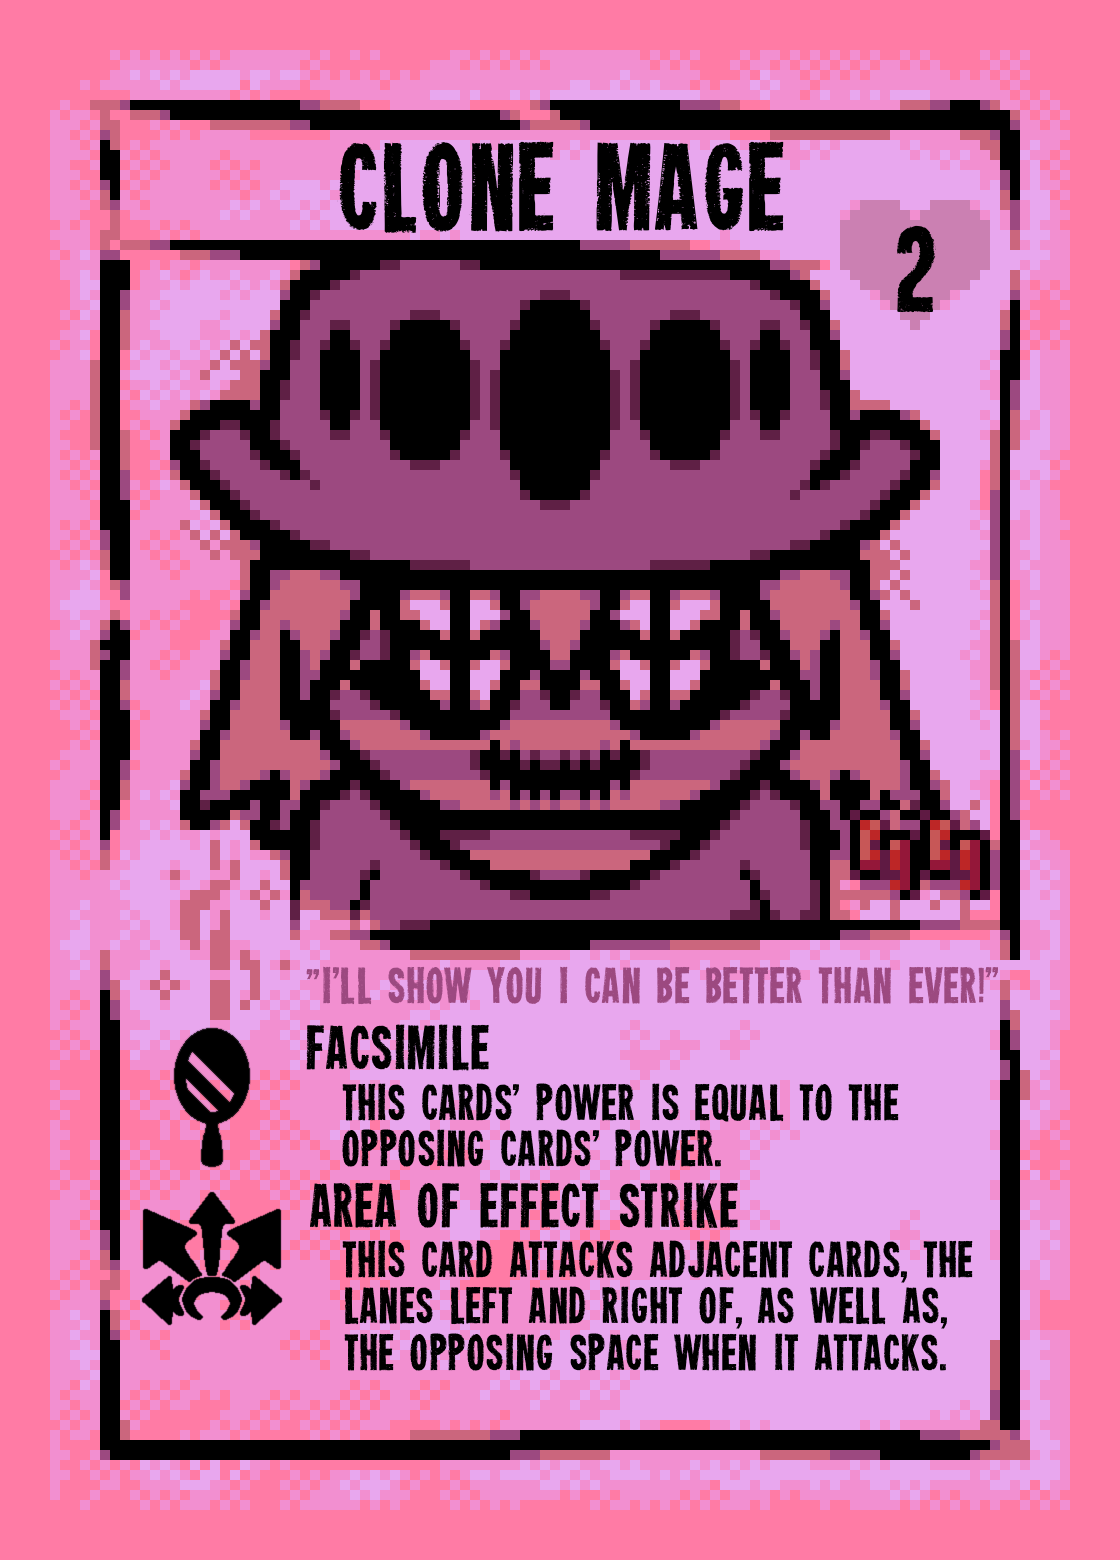 CLONE MAGE
2
"I'LL SHOW YOU I CAN BE BETTER THAN EVER!"
FACSIMILE
THIS CARDS' POWER IS EQUAL TO THE
OPPOSING CARDS' POWER.
AREA OF EFFECT STRIKE
THIS CARD ATTACKS ADJACENT CARDS, THE
LANES LEFT AND RIGHT OF, AS WELL AS,
THE OPPOSING SPACE WHEN IT ATTACKS.